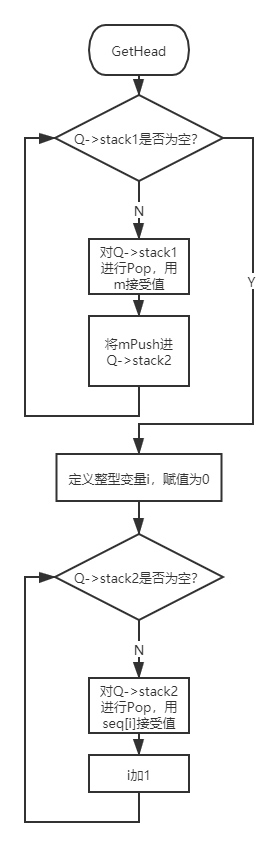 GetHead
Q->stack1是否为空?
N
Y
对Q->stack1
进行Pop，用
m接受值
将mPush进
Q->stack2
定义整型变量i，赋值为0
Q->stack2是否为空?
N
对Q->stack2
进行Pop，用
seq[i]接受值
i加1